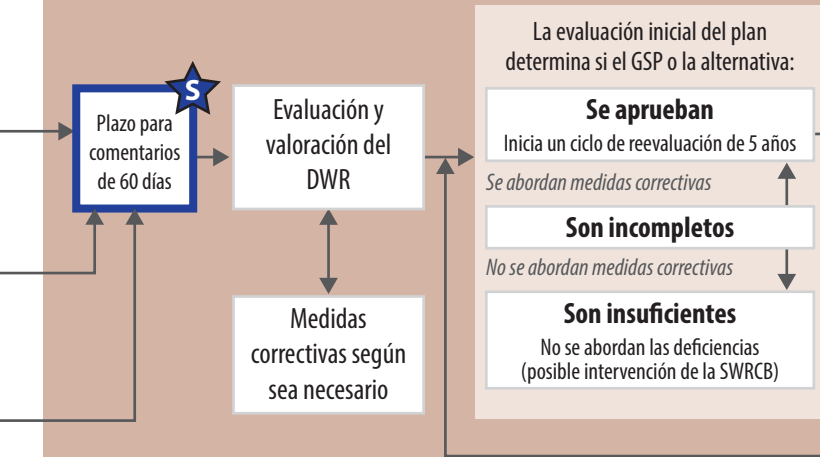 S
Plazo para
comentarios
de 60 días
Evaluación y
valoración del
DWR
Medidas
correctivas según
sea necesario
La evaluación inicial del plan
determina si el GSP o la alternativa:
Se aprueban
Inicia un ciclo de reevaluación de 5 años
Se abordan medidas correctivas
Son incompletos
No se abordan medidas correctivas
Son insuficientes
No se abordan las deficiencias
(posible intervención de la SWRCB)